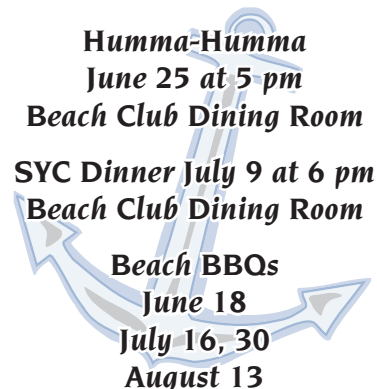 Humma-Humma
June 25 at 5 pm
Beach Club Dining Room
SYC Dinner July 9 at 6 pm
Beach Club Dining Room
Beach BBQs
June 18
July 16, 30
August 13